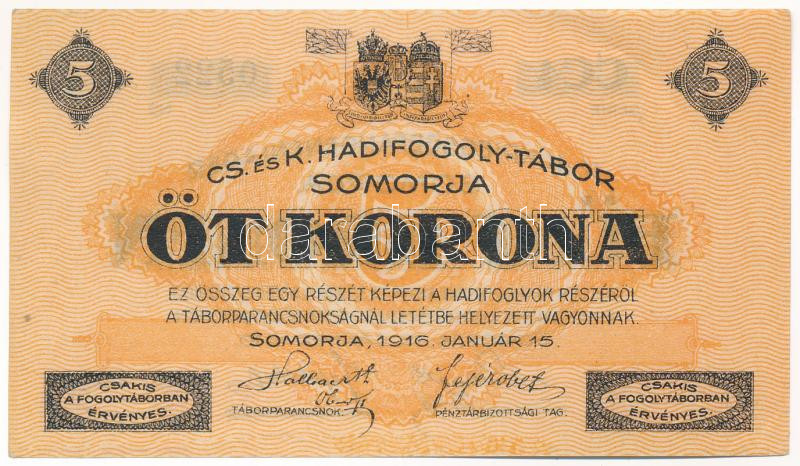 5 5
CS. ÉS K. HADIFOGOLY-TÁBOR
SOMORJA
ÖT KORONA
darabanth
EZ ÖSSZEG EGY RÉSZÉT KÉPEZI A HADIFOGLYOK RÉSZÉRŐL
A TÁBORPARANCSNOKSÁGNÁL LETÉTBE HELYEZETT VAGYONNAK.
SOMORJA, 1916. JANUÁR 15.
TÁBORPARANCSNOK. PÉNZTÁRBIZOTTSÁGI TAG.
CSAKIS
A FOGOLYTÁBORBAN
ÉRVÉNYES.
CSAKIS
A FOGOLYTÁBORBAN
ÉRVÉNYES.